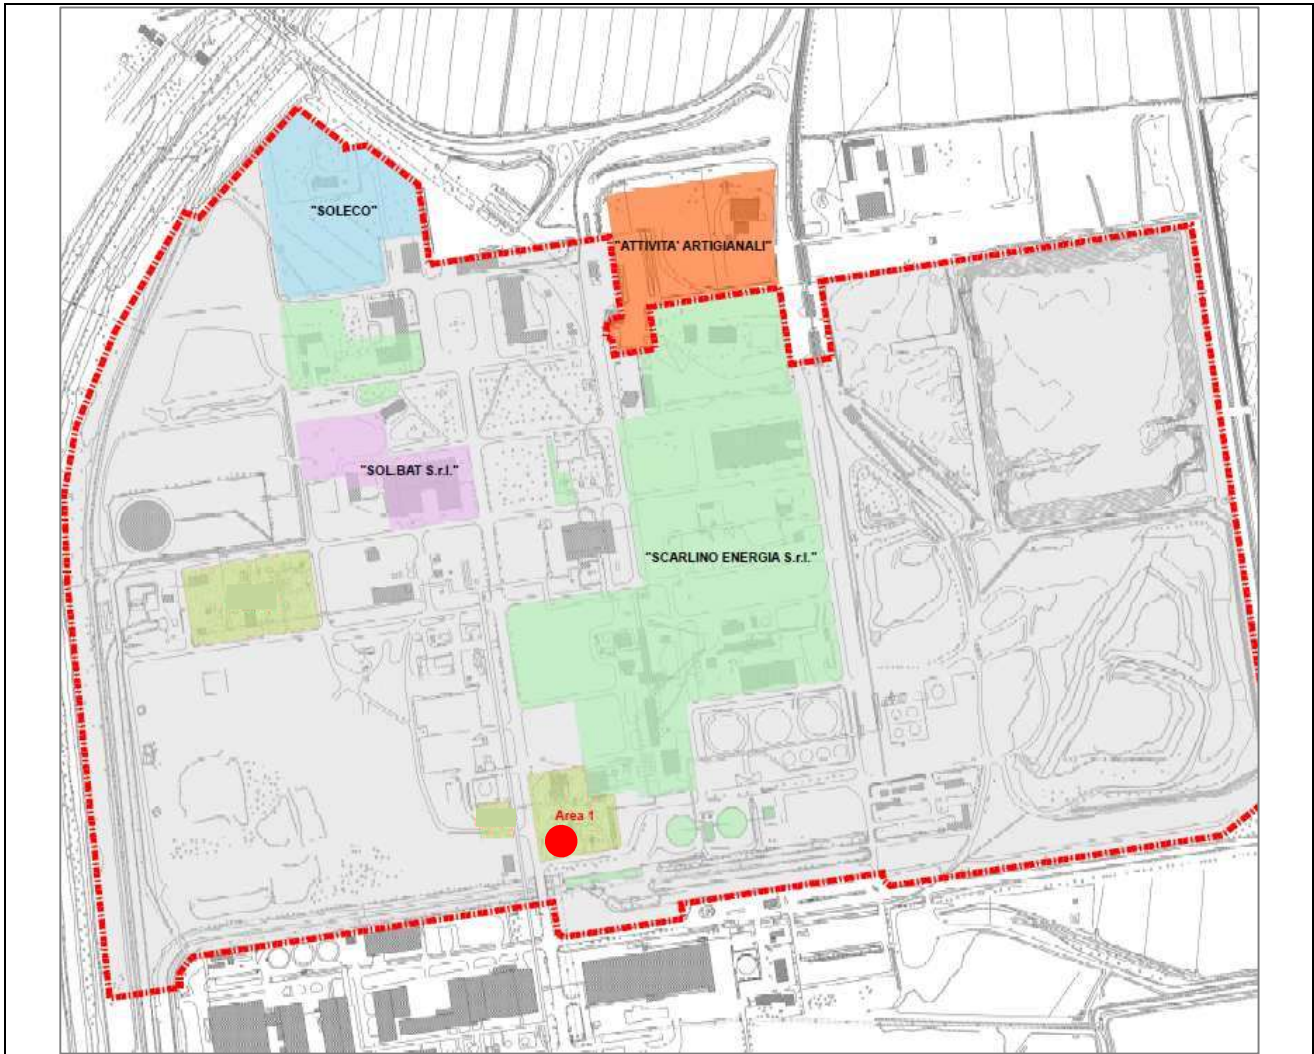 "SOLECO"
"ATTIVITA' ARTIGIANALI"
"SOL.BAT S.r.l."
"SCARLINO ENERGIA S.r.l."
Area 1